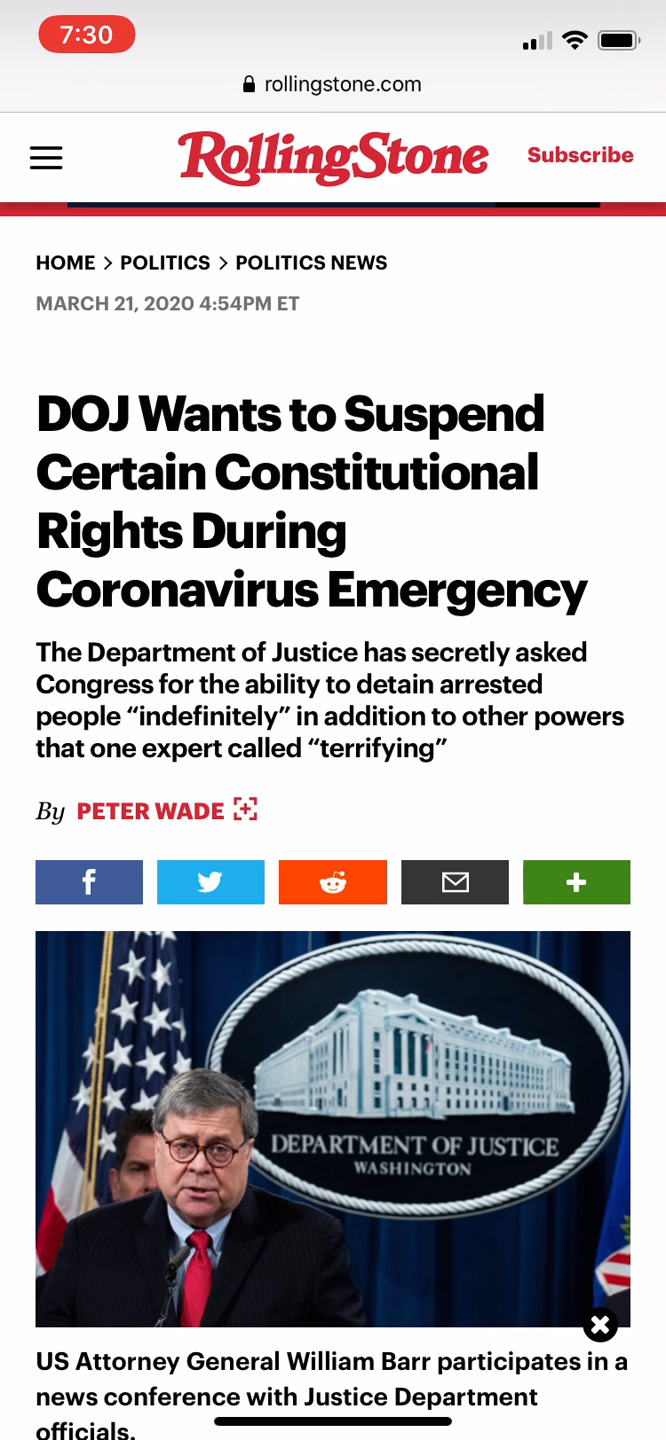 7:30
rollingstone.com
RollingStone
Subscribe
HOME > POLITICS > POLITICS NEWS
MARCH 21, 2020 4:54PM ET
DOJ Wants to Suspend
Certain Constitutional
Rights During
Coronavirus Emergency
The Department of Justice has secretly asked
Congress for the ability to detain arrested
people “indefinitely” in addition to other powers
that one expert called “terrifying”
By PETER WADE
f
DEPARTMENT OF JUSTICE
WASHINGTON
US Attorney General William Barr participates in a
news conference with Justice Department
officials.